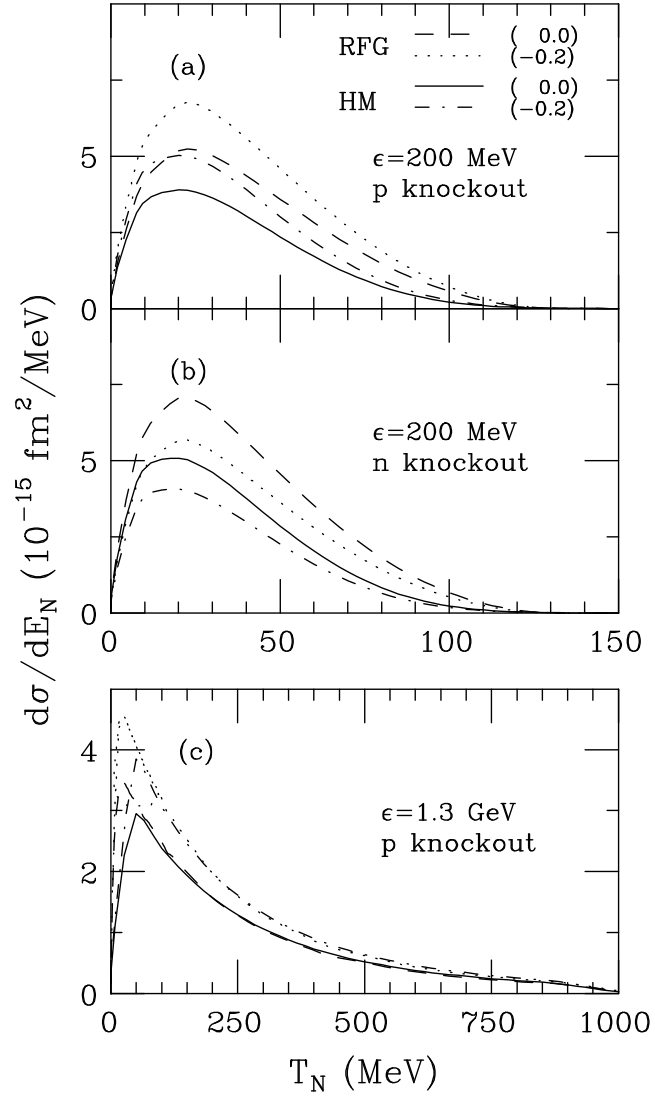 (a)
RFG ( 0.0)
(−0.2)
HM ( 0.0)
(−0.2)
ϵ=200 MeV
p knockout
5
0
(b)
ϵ=200 MeV
n knockout
5
0
0 50 100 150
dσ/dE_N (10^−15 fm^2/MeV)
(c)
ϵ=1.3 GeV
p knockout
4
2
0
0 250 500 750 1000
T_N (MeV)